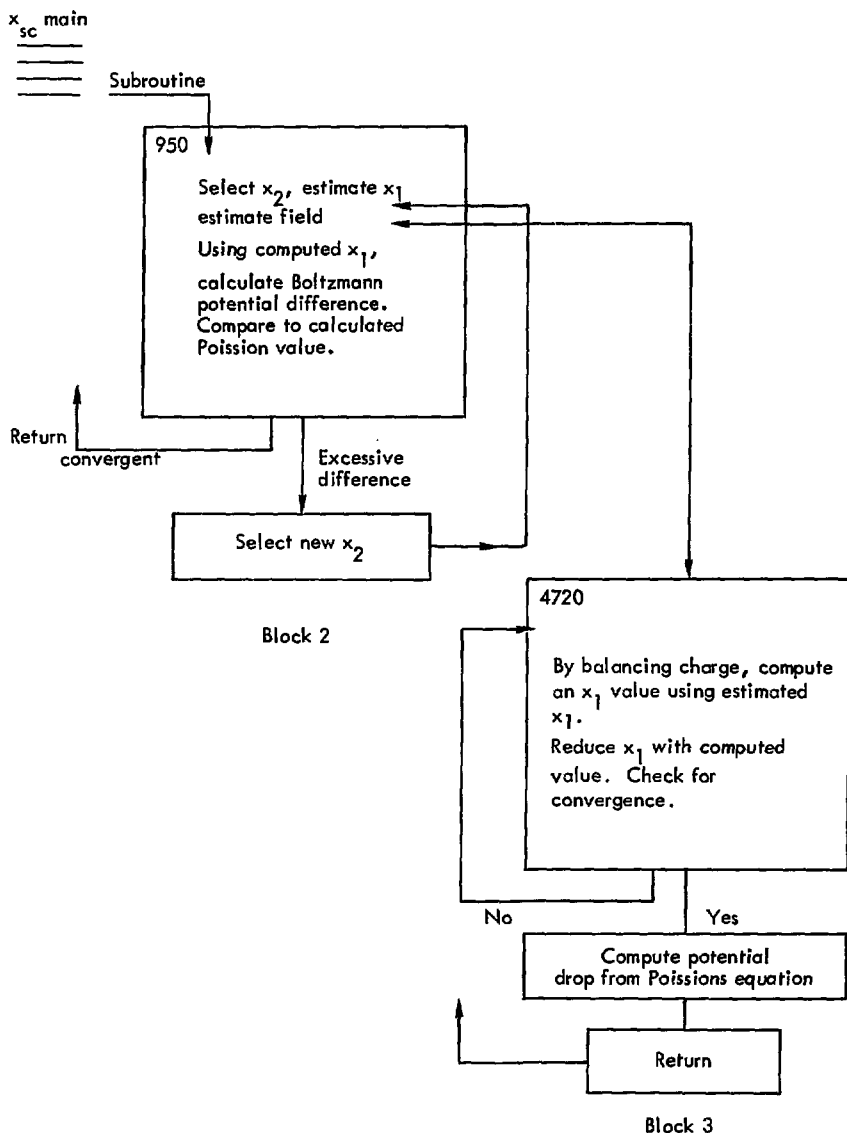 x_sc main
Subroutine
950
Select x_2, estimate x_1
estimate field
Using computed x_1,
calculate Boltzmann
potential difference.
Compare to calculated
Poission value.
Return
convergent
Excessive
difference
Select new x_2
Block 2
4720
By balancing charge, compute
an x_1 value using estimated
x_1.
Reduce x_1 with computed
value. Check for
convergence.
No
Yes
Compute potential
drop from Poissions equation
Return
Block 3